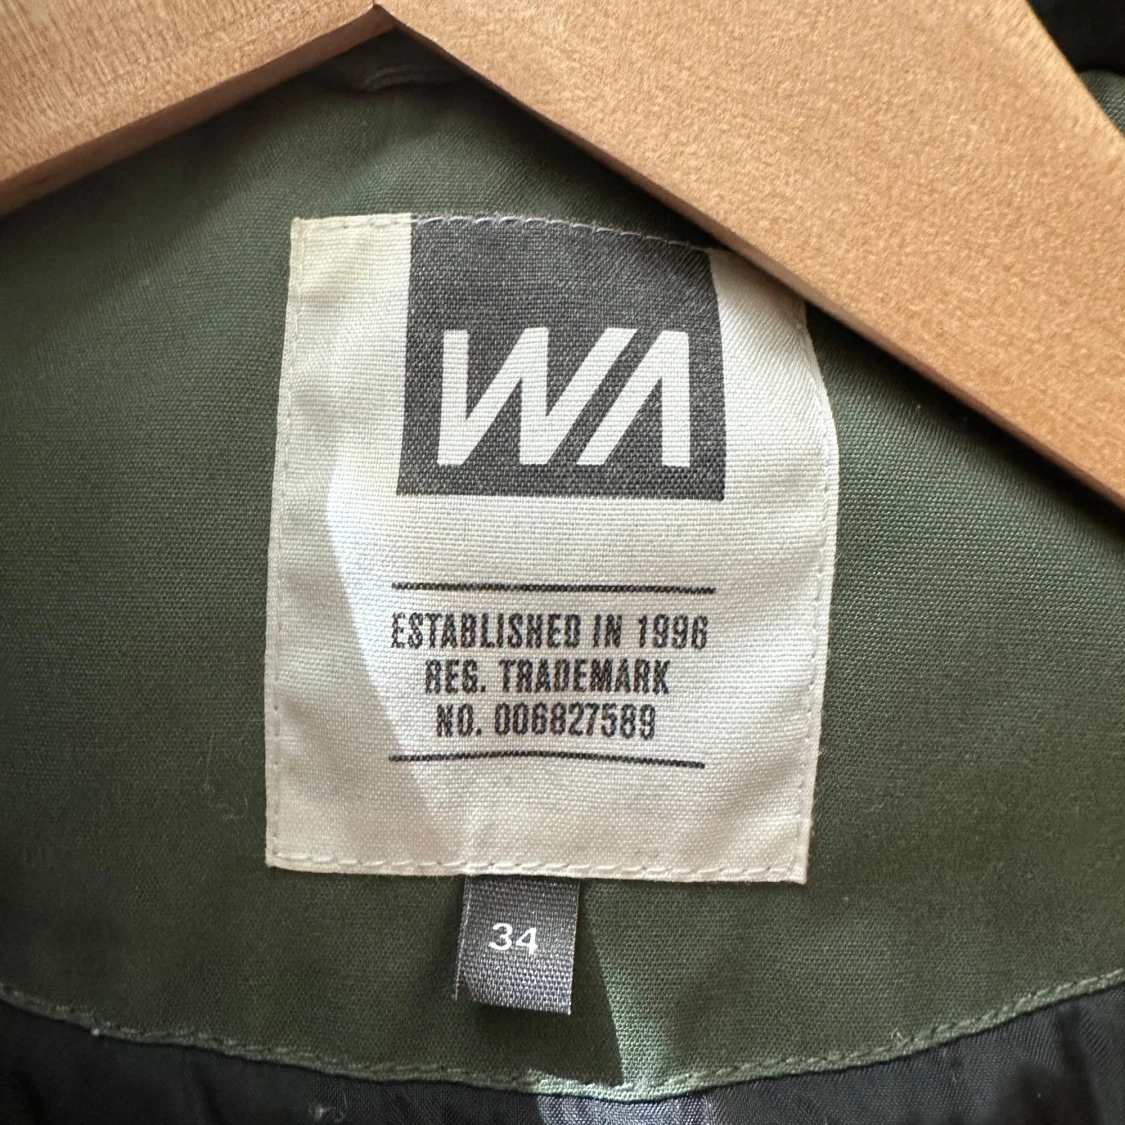 WA
ESTABLISHED IN 1996
REG. TRADEMARK
NO. 006827589
34